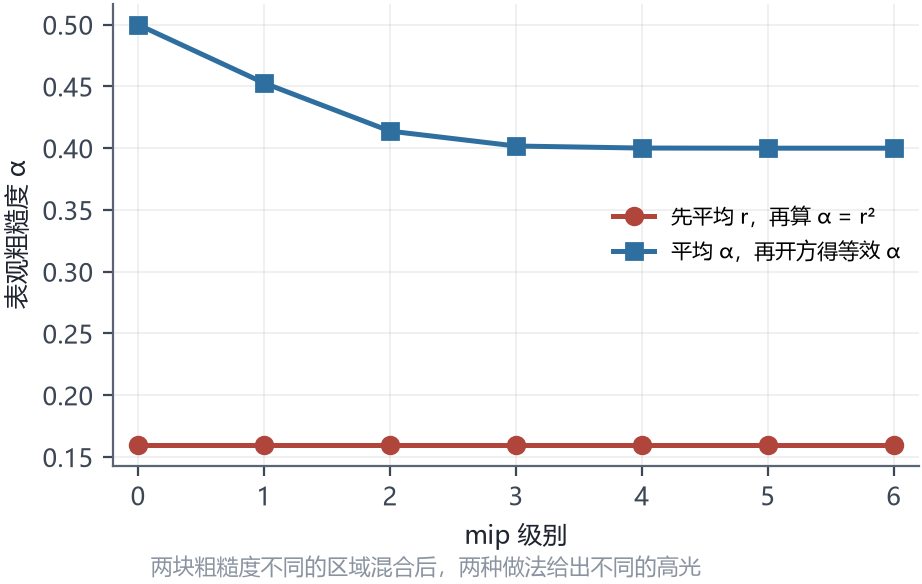 0.50
0.45
0.40
0.35
0.30
0.25
0.20
0.15
表观粗糙度 α
先平均 r，再算 α = r²
平均 α，再开方得等效 α
0 1 2 3 4 5 6
mip 级别
两块粗糙度不同的区域混合后，两种做法给出不同的高光